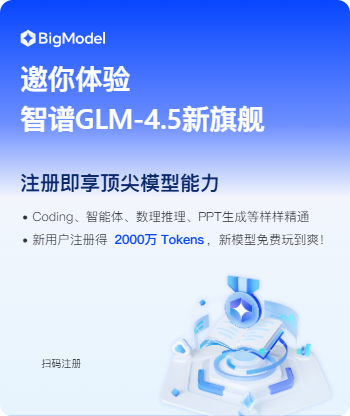 BigModel
邀你体验
智谱GLM-4.5新旗舰
注册即享顶尖模型能力
• Coding、智能体、数理推理、PPT生成等样样精通
• 新用户注册得 2000万 Tokens，新模型免费玩到爽！
扫码注册